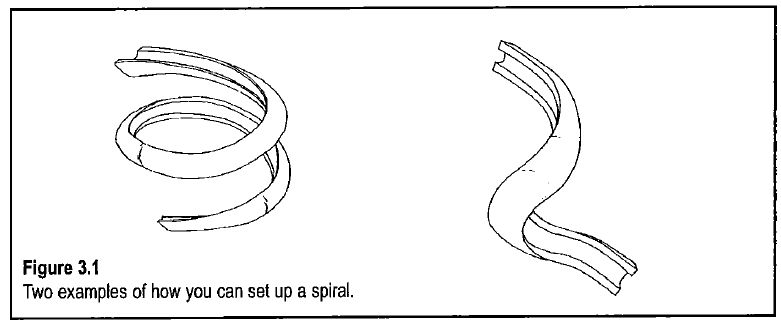 Figure 3.1
Two examples of how you can set up a spiral.